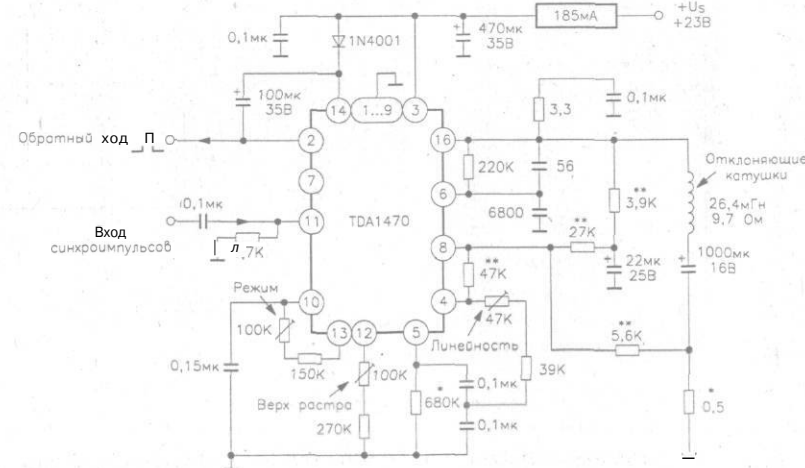 +Us
+23В
185мА
0,1мк
1N4001
470мк
35В
100мк
35В
14
1...9
3
3,3
0,1мк
Обратный ход П
2
16
7
220К
56
Отклоняющие
катушки
3,9К
**
26,4мГн
9,7 Ом
0,1мк
11
TDA1470
6
6800
Вход
синхроимпульсов
л,7К
8
**
27К
22мк
25В
1000мк
16В
**
47К
Режим
10
4
47К
100К
13
12
5
Линейность
**
5,6К
0,15мк
150К
100К
39К
Верх растра
*
680К
0,1мк
*
0,5
270К
0,1мк